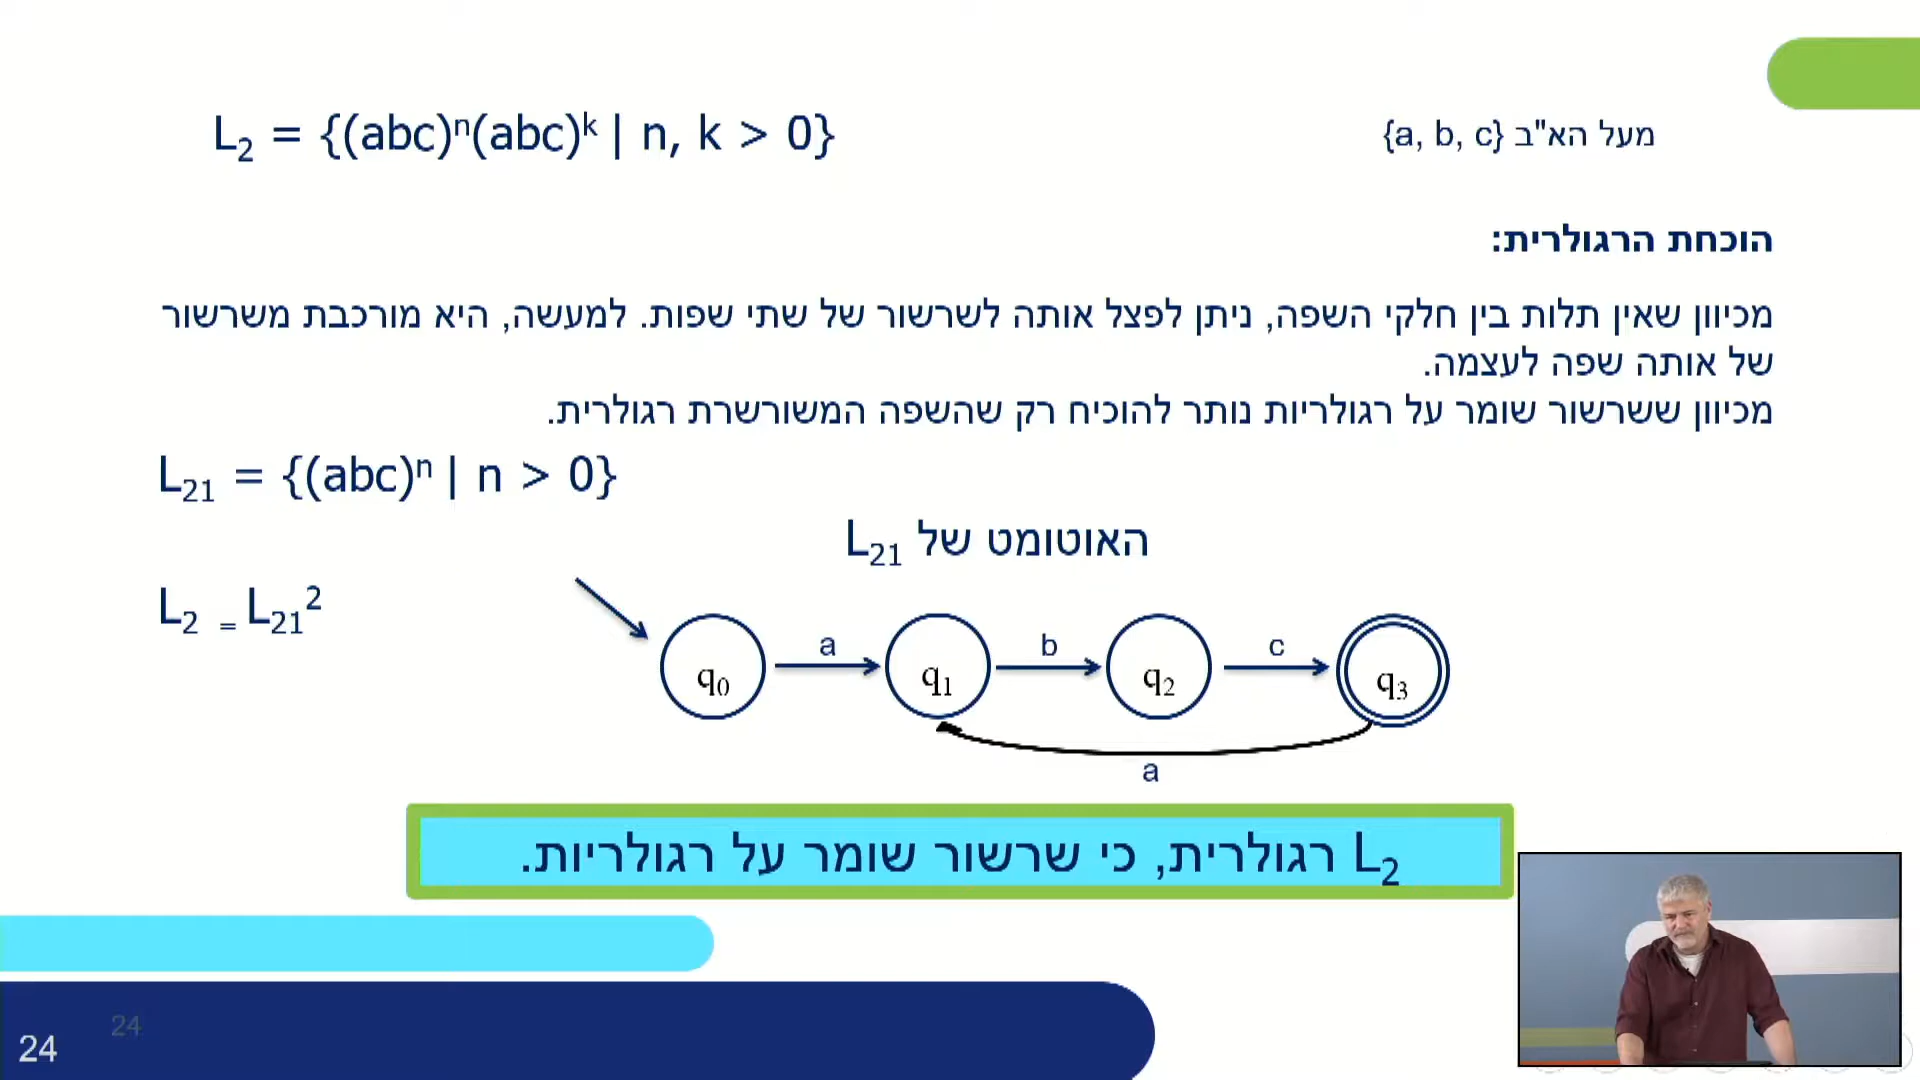 L₂ = {(abc)ⁿ(abc)ᵏ | n, k > 0}
מעל הא"ב {a, b, c}
הוכחת הרגולרית:
מכיוון שאין תלות בין חלקי השפה, ניתן לפצל אותה לשרשור של שתי שפות. למעשה, היא מורכבת משרשור
של אותה שפה לעצמה.
מכיוון ששרשור שומר על רגולריות נותר להוכיח רק שהשפה המשורשרת רגולרית.
L₂₁ = {(abc)ⁿ | n > 0}
האוטומט של L₂₁
L₂ = L₂₁²
a b c
q₀ q₁ q₂ q₃
a
L₂ רגולרית, כי שרשור שומר על רגולריות.
24
24